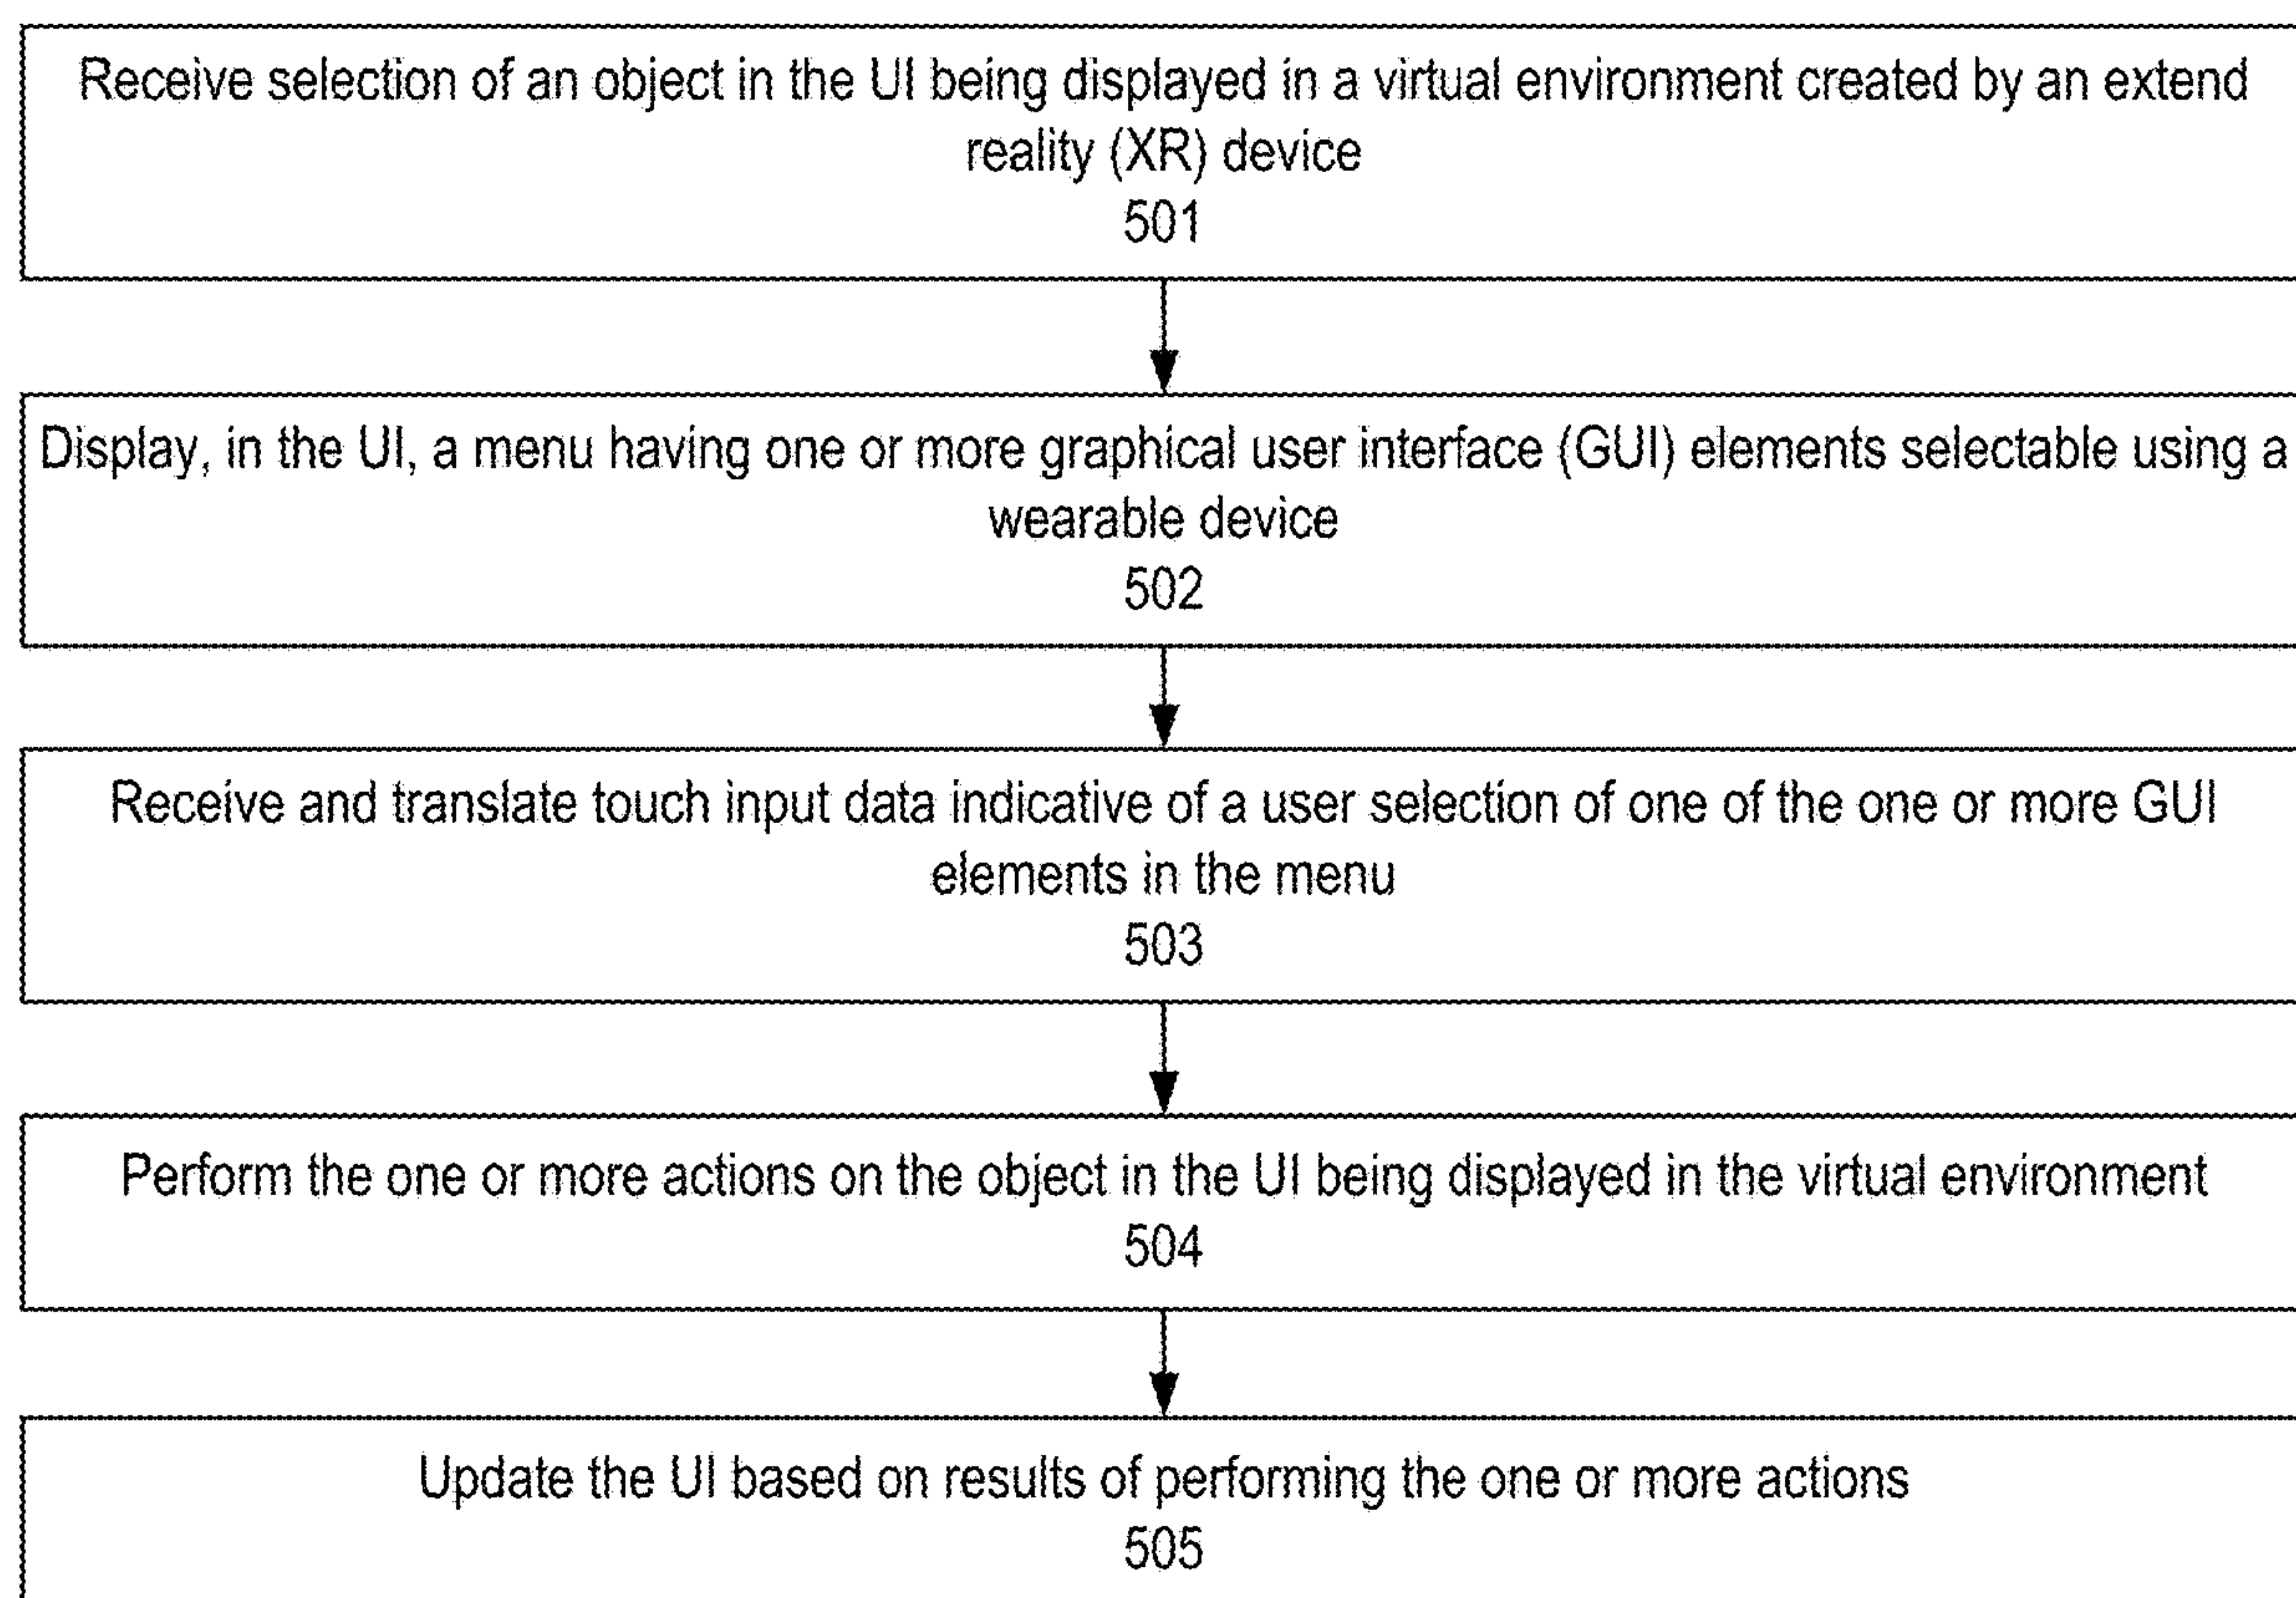 Receive selection of an object in the UI being displayed in a virtual environment created by an extend
reality (XR) device
501
Display, in the UI, a menu having one or more graphical user interface (GUI) elements selectable using a
wearable device
502
Receive and translate touch input data indicative of a user selection of one of the one or more GUI
elements in the menu
503
Perform the one or more actions on the object in the UI being displayed in the virtual environment
504
Update the UI based on results of performing the one or more actions
505